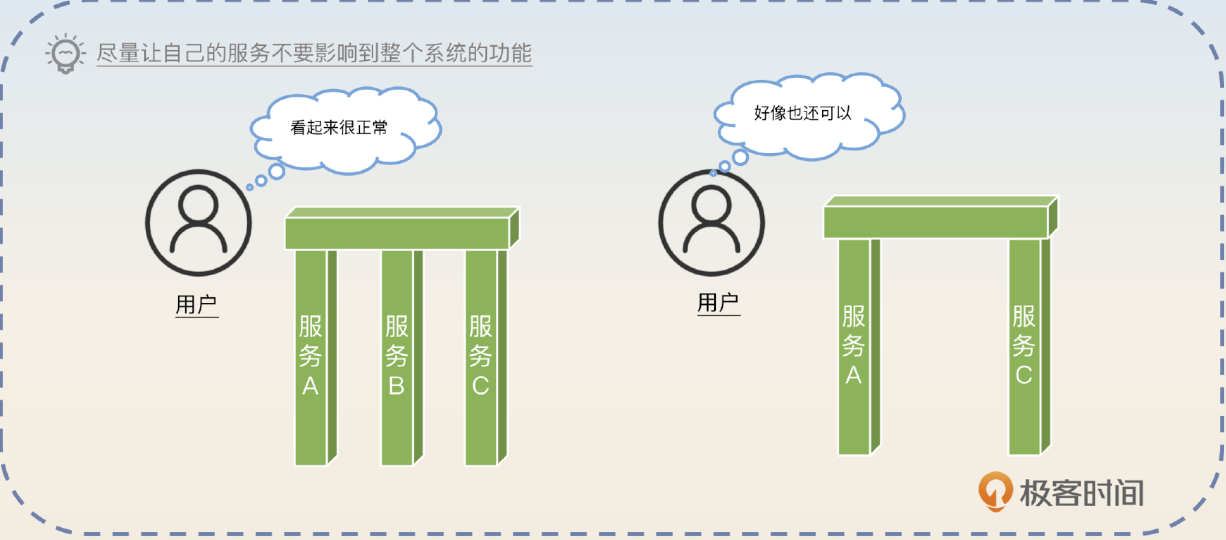 尽量让自己的服务不要影响到整个系统的功能
看起来很正常
好像也还可以
用户
用户
服务A
服务B
服务C
服务A
服务C
极客时间